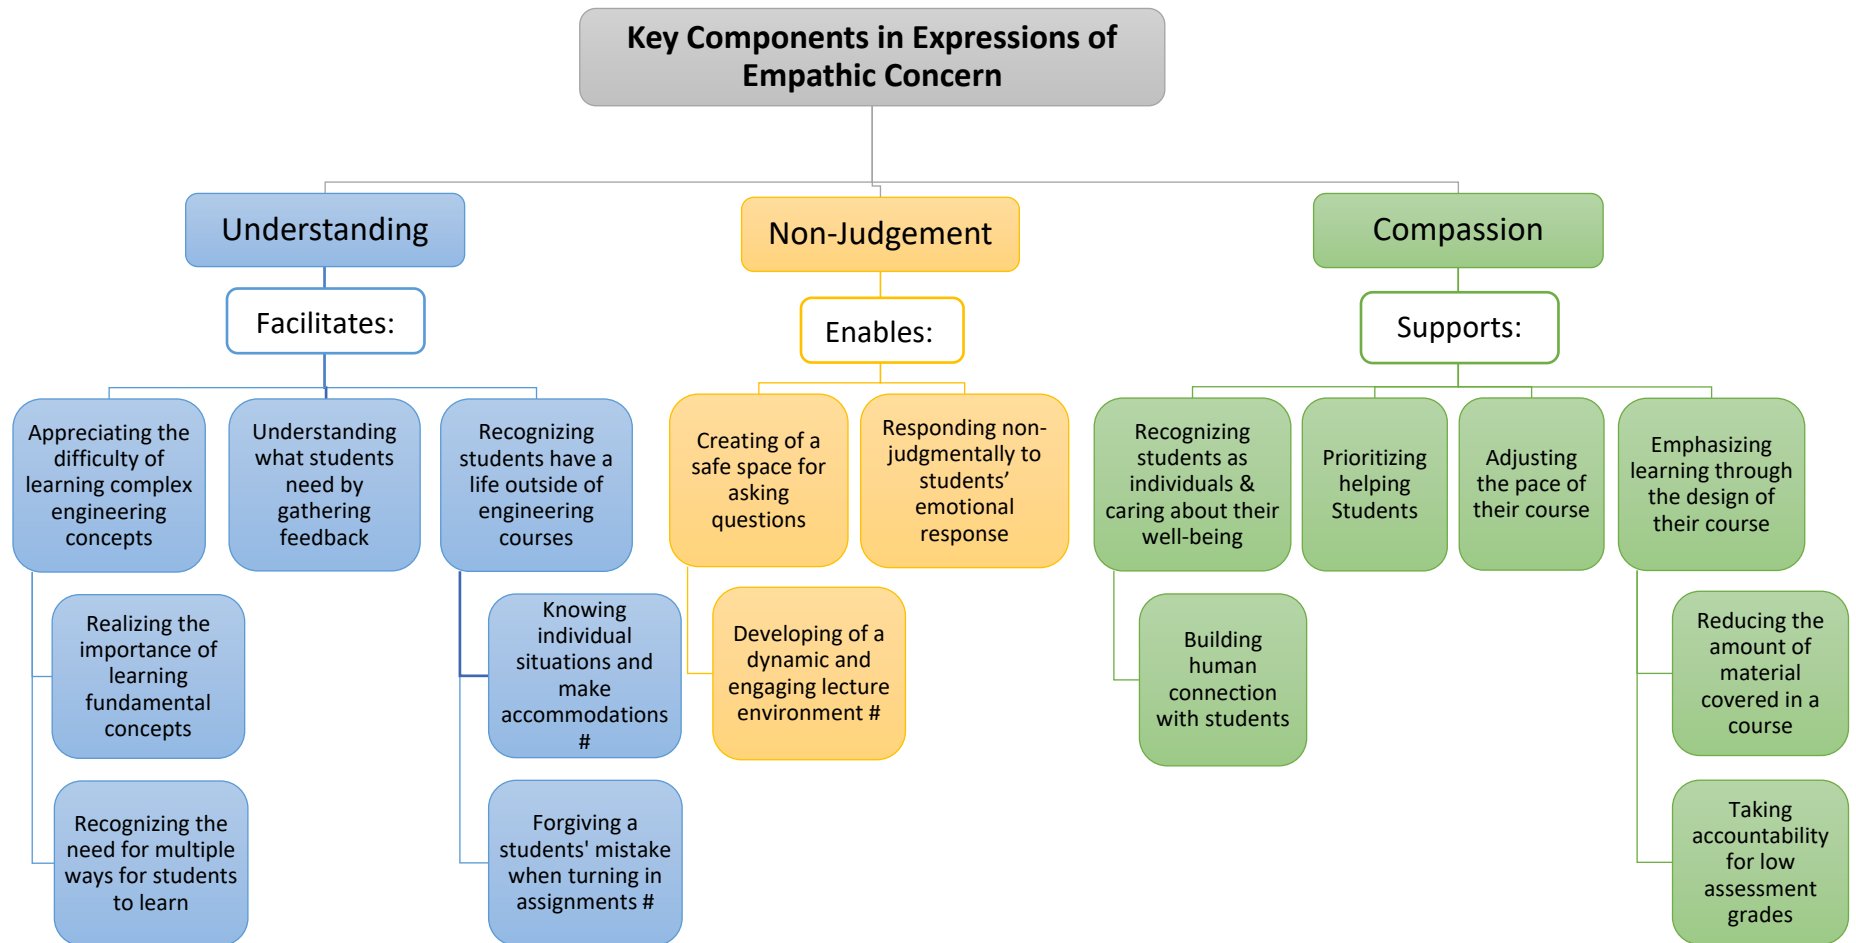 Key Components in Expressions of
Empathic Concern
Understanding
Non-Judgement
Compassion
Facilitates:
Enables:
Supports:
Appreciating the
difficulty of
learning complex
engineering
concepts
Understanding
what students
need by
gathering
feedback
Recognizing
students have a
life outside of
engineering
courses
Creating of a
safe space for
asking
questions
Responding non-
judgmentally to
students’
emotional
response
Recognizing
students as
individuals &
caring about their
well-being
Prioritizing
helping
Students
Adjusting
the pace of
their course
Emphasizing
learning through
the design of
their course
Realizing the
importance of
learning
fundamental
concepts
Knowing
individual
situations and
make
accommodations
#
Developing of a
dynamic and
engaging lecture
environment #
Building
human
connection
with students
Reducing the
amount of
material
covered in a
course
Recognizing the
need for multiple
ways for students
to learn
Forgiving a
students' mistake
when turning in
assignments #
Taking
accountability
for low
assessment
grades